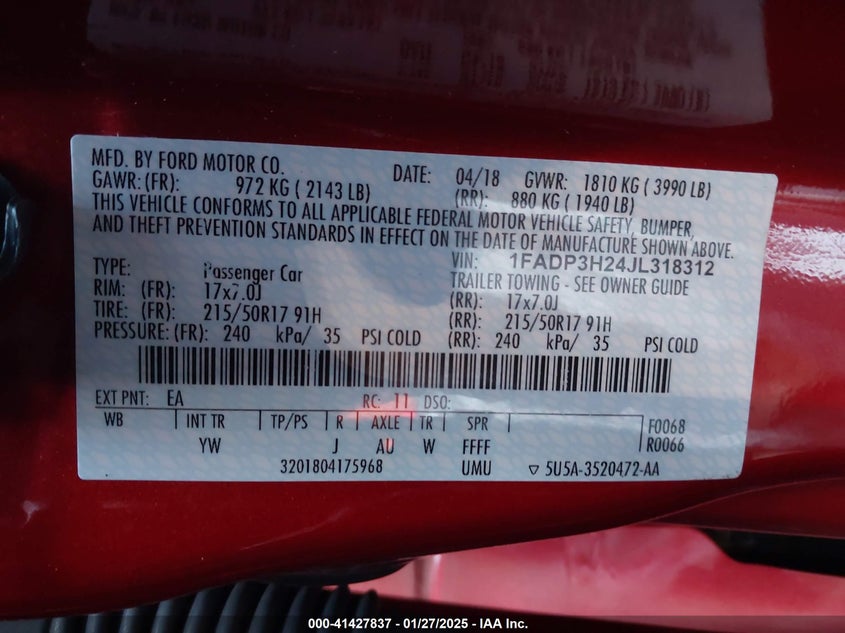 MFD. BY FORD MOTOR CO. DATE: 04/18 GVWR: 1810 KG ( 3990 LB)
GAWR: (FR): 972 KG ( 2143 LB) (RR): 880 KG ( 1940 LB)
THIS VEHICLE CONFORMS TO ALL APPLICABLE FEDERAL MOTOR VEHICLE SAFETY, BUMPER,
AND THEFT PREVENTION STANDARDS IN EFFECT ON THE DATE OF MANUFACTURE SHOWN ABOVE.
VIN: 1FADP3H24JL318312
TYPE: Passenger Car TRAILER TOWING - SEE OWNER GUIDE
RIM: (FR): 17x7.0J (RR): 17x7.0J
TIRE: (FR): 215/50R17 91H (RR): 215/50R17 91H
PRESSURE: (FR): 240 kPa/ 35 PSI COLD (RR): 240 kPa/ 35 PSI COLD
EXT PNT: EA RC: 11 DSO:
WB INT TR TP/PS R AXLE TR SPR F0068
YW J AU W FFFF R0066
3201804175968 UMU ▽ 5U5A-3520472-AA
000-41427837 - 01/27/2025 - IAA Inc.